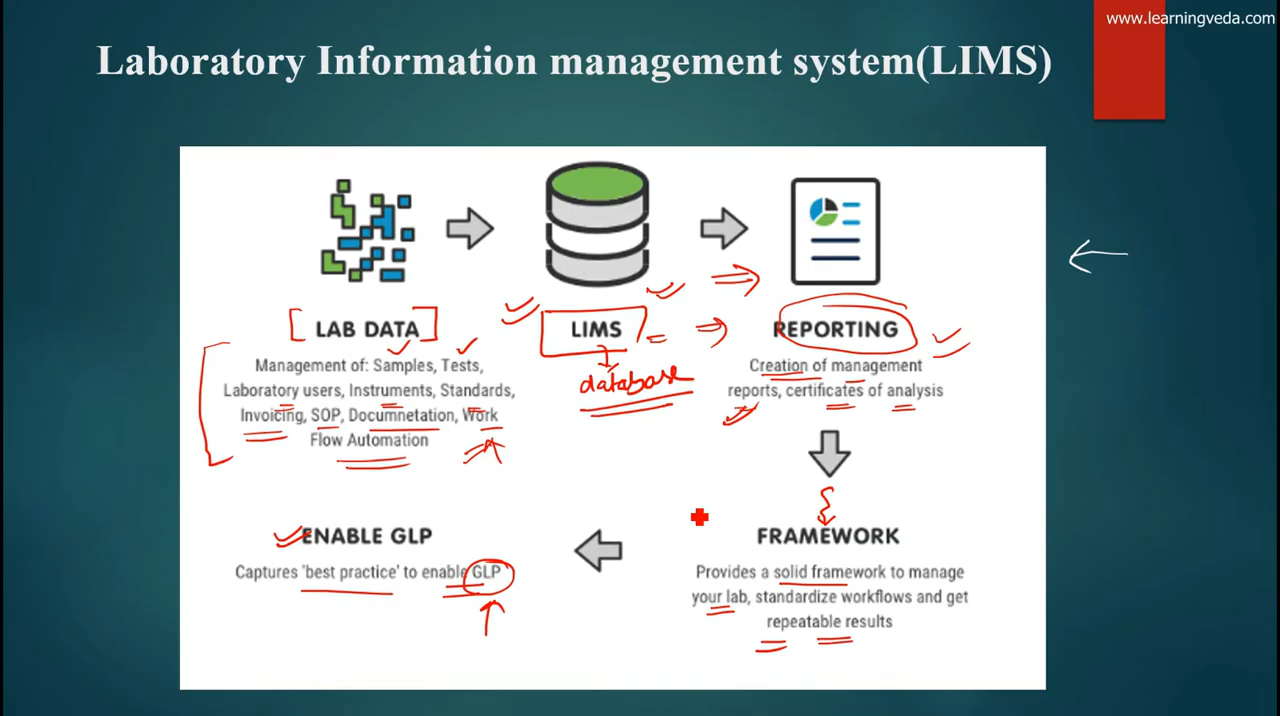 www.learningveda.com
Laboratory Information management system(LIMS)
LAB DATA
Management of: Samples, Tests,
Laboratory users, Instruments, Standards,
Invoicing, SOP, Documnetation, Work
Flow Automation
LIMS
database
REPORTING
Creation of management
reports, certificates of analysis
ENABLE GLP
Captures 'best practice' to enable GLP
FRAMEWORK
Provides a solid framework to manage
your lab, standardize workflows and get
repeatable results